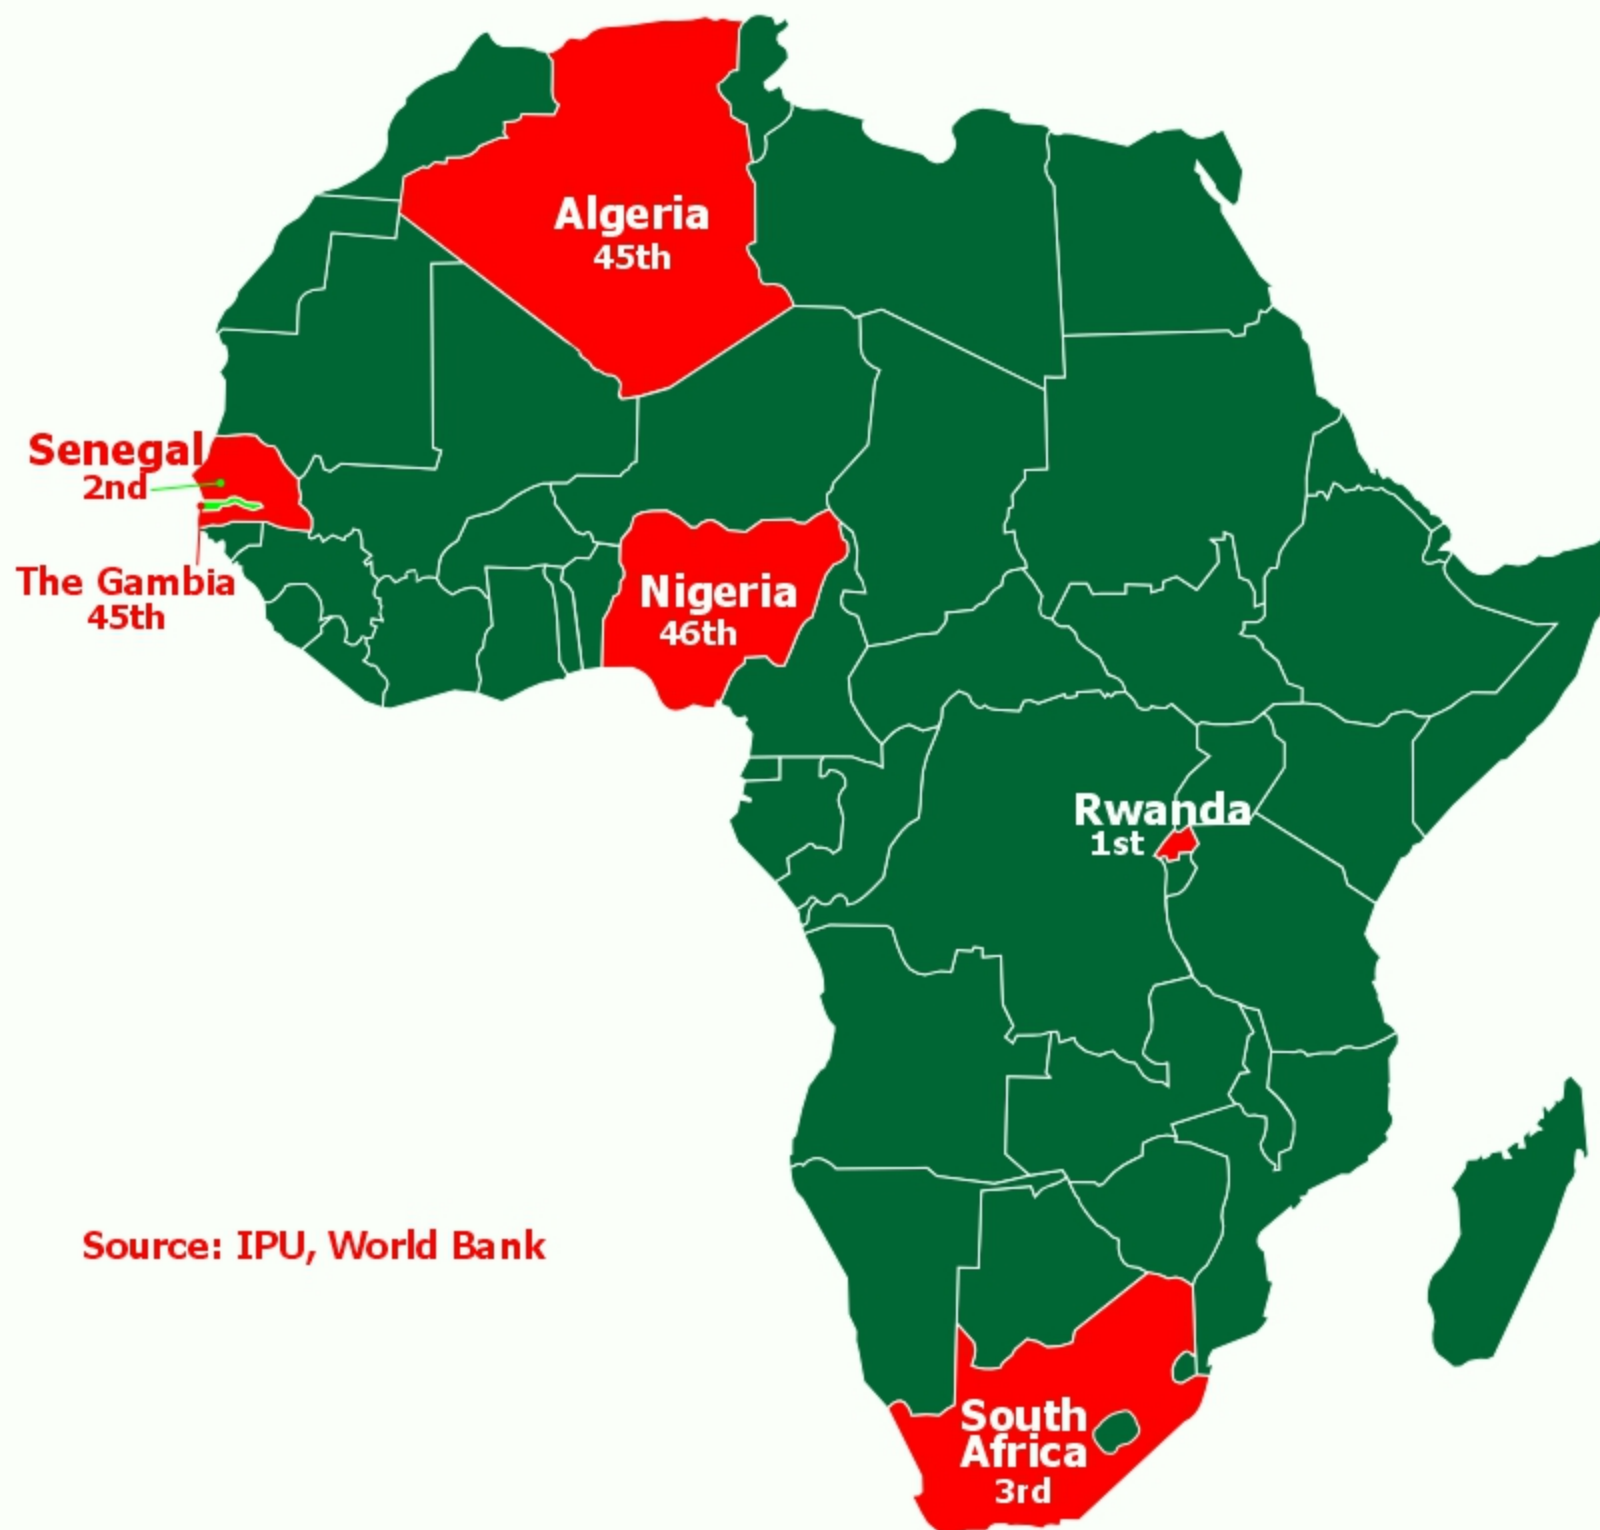 Algeria
45th
Senegal
2nd
The Gambia
45th
Nigeria
46th
Rwanda
1st
Source: IPU, World Bank
South
Africa
3rd